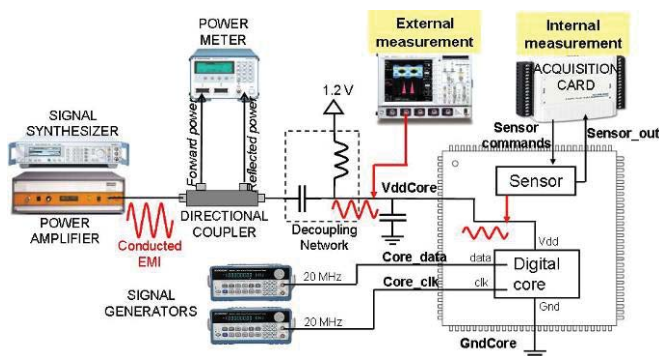 POWER
METER
External
measurement
Internal
measurement
ACQUISITION
CARD
1.2 V
SIGNAL
SYNTHESIZER
Forward power
Reflected power
Sensor
commands
Sensor_out
Sensor
VddCore
POWER
AMPLIFIER
Conducted
EMI
DIRECTIONAL
COUPLER
Decoupling
Network
Vdd
Core_data
data
Digital
core
20 MHz
Core_clk
clk
SIGNAL
GENERATORS
20 MHz
Gnd
GndCore